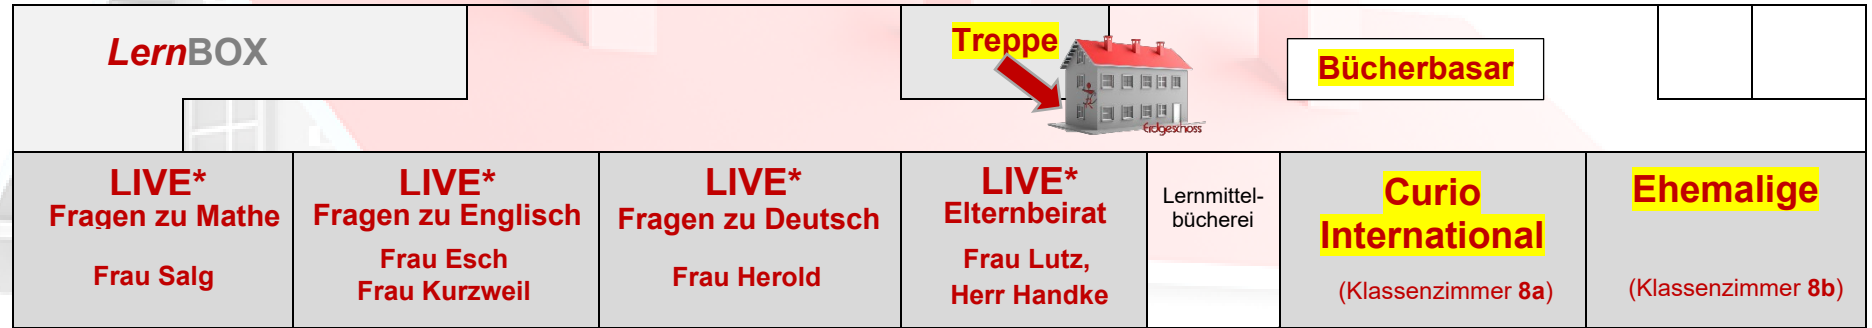 LernBOX
Treppe
Bücherbasar
Erdgeschoss
LIVE*
Fragen zu Mathe
Frau Salg
LIVE*
Fragen zu Englisch
Frau Esch
Frau Kurzweil
LIVE*
Fragen zu Deutsch
Frau Herold
LIVE*
Elternbeirat
Frau Lutz,
Herr Handke
Lernmittel-
bücherei
Curio
International
(Klassenzimmer 8a)
Ehemalige
(Klassenzimmer 8b)